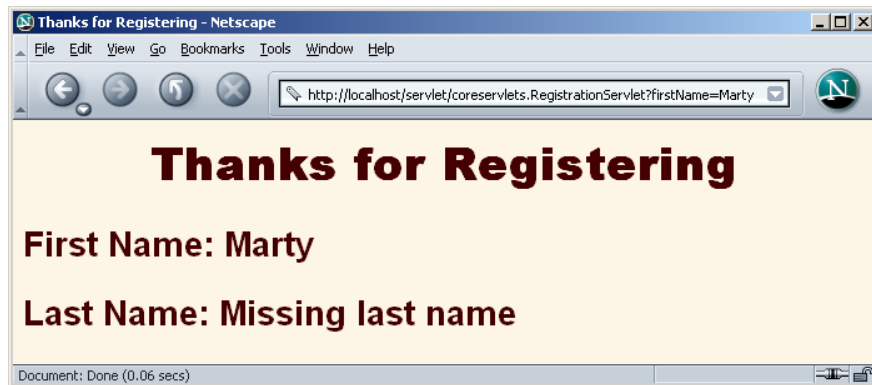 Thanks for Registering - Netscape
File Edit View Go Bookmarks Tools Window Help
http://localhost/servlet/coreservlets.RegistrationServlet?firstName=Marty
N
Thanks for Registering
First Name: Marty
Last Name: Missing last name
Document: Done (0.06 secs)